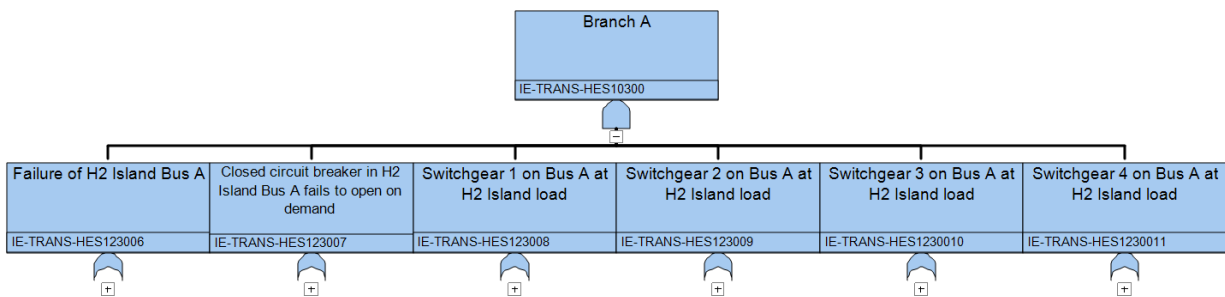 Branch A
IE-TRANS-HES10300
Failure of H2 Island Bus A
IE-TRANS-HES123006
Closed circuit breaker in H2
Island Bus A fails to open on
demand
IE-TRANS-HES123007
Switchgear 1 on Bus A at
H2 Island load
IE-TRANS-HES123008
Switchgear 2 on Bus A at
H2 Island load
IE-TRANS-HES123009
Switchgear 3 on Bus A at
H2 Island load
IE-TRANS-HES1230010
Switchgear 4 on Bus A at
H2 Island load
IE-TRANS-HES1230011